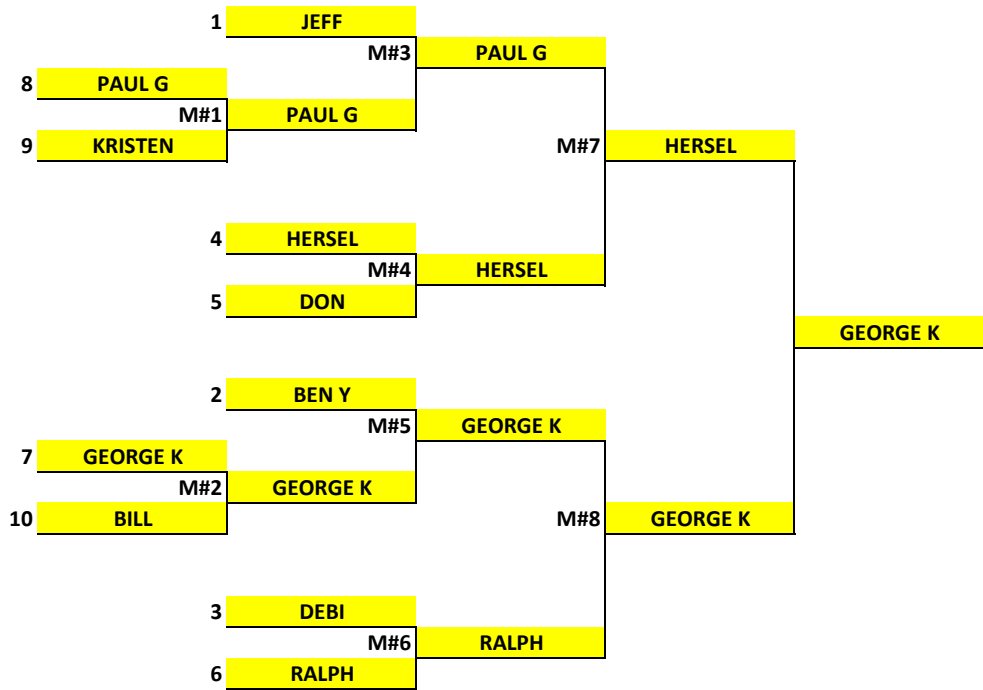 1 JEFF
M#3 PAUL G
8 PAUL G
M#1 PAUL G
9 KRISTEN
M#7 HERSEL
4 HERSEL
M#4 HERSEL
5 DON
GEORGE K
2 BEN Y
M#5 GEORGE K
7 GEORGE K
M#2 GEORGE K
10 BILL
M#8 GEORGE K
3 DEBI
M#6 RALPH
6 RALPH